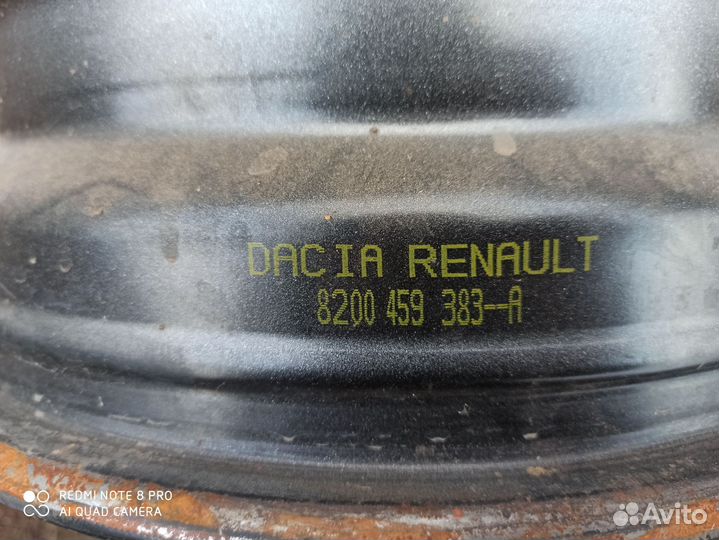 DACIA RENAULT
8200 459 383--A
REDMI NOTE 8 PRO
AI QUAD CAMERA
Avito